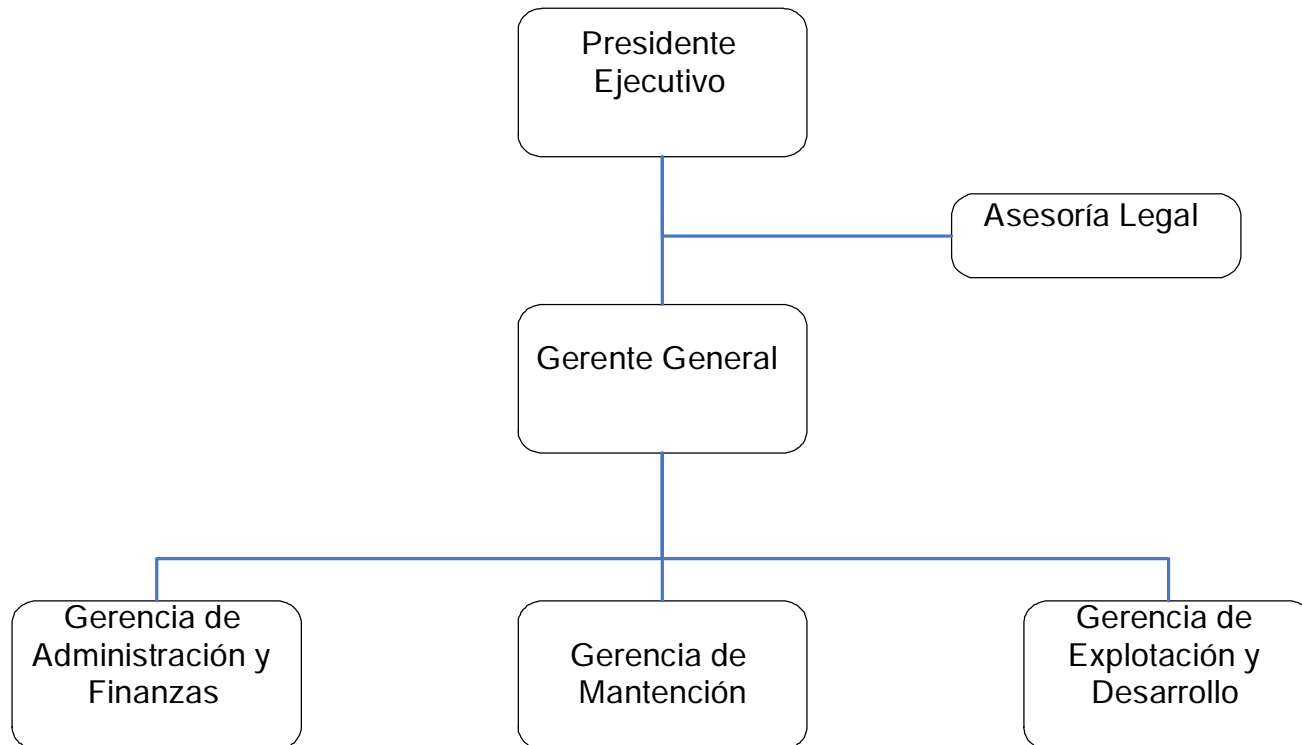 Presidente
Ejecutivo
Asesoría Legal
Gerente General
Gerencia de
Administración y
Finanzas
Gerencia de
Mantención
Gerencia de
Explotación y
Desarrollo